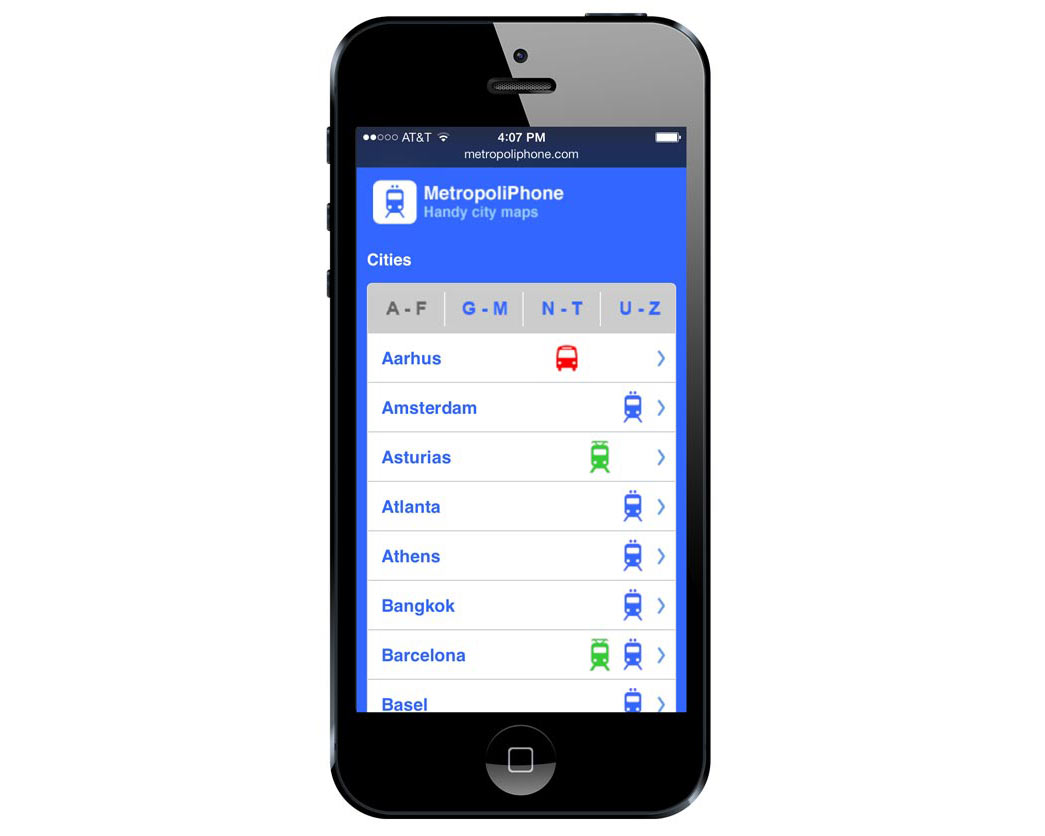 AT&T 4:07 PM
metropoliphone.com
MetropoliPhone
Handy city maps
Cities
A - F G - M N - T U - Z
Aarhus
Amsterdam
Asturias
Atlanta
Athens
Bangkok
Barcelona
Basel